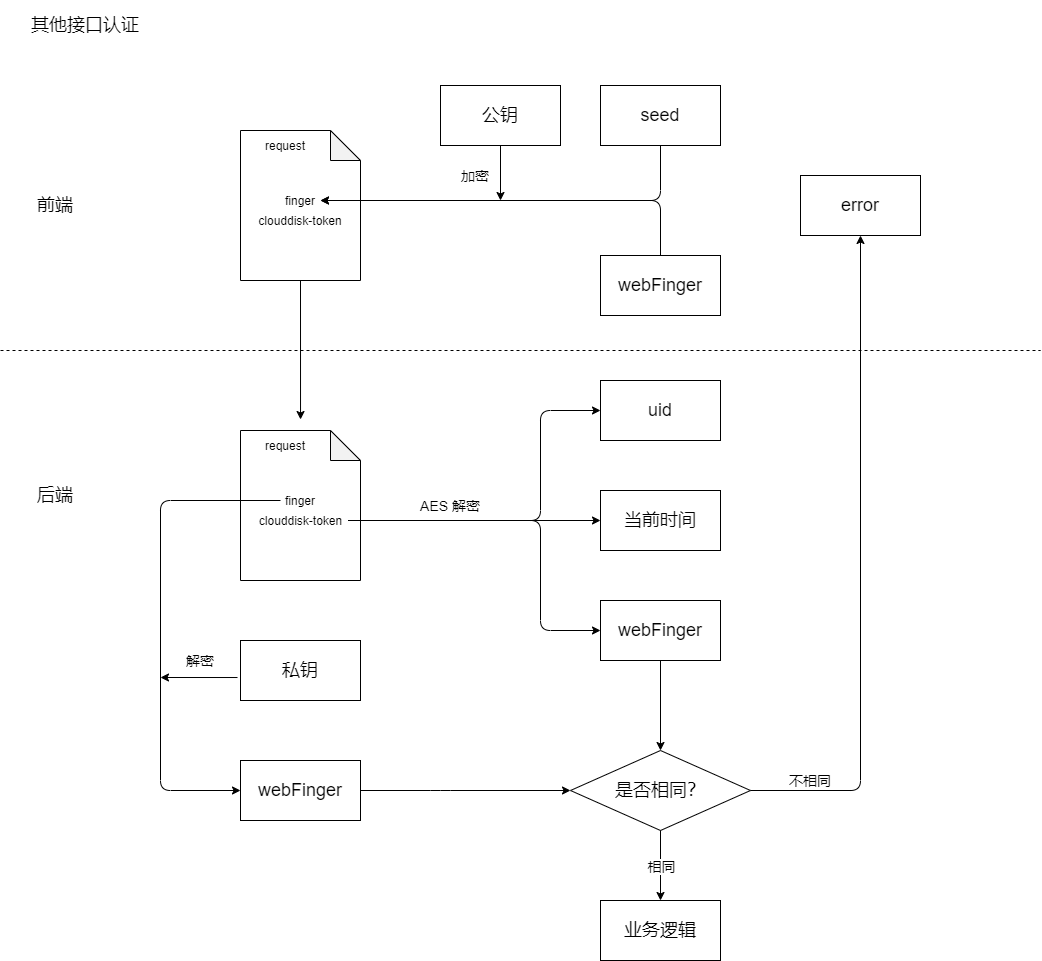 其他接口认证
公钥
seed
request
加密
finger
clouddisk-token
前端
error
webFinger
uid
request
后端
finger
clouddisk-token
AES 解密
当前时间
webFinger
解密
私钥
webFinger
是否相同?
不相同
相同
业务逻辑